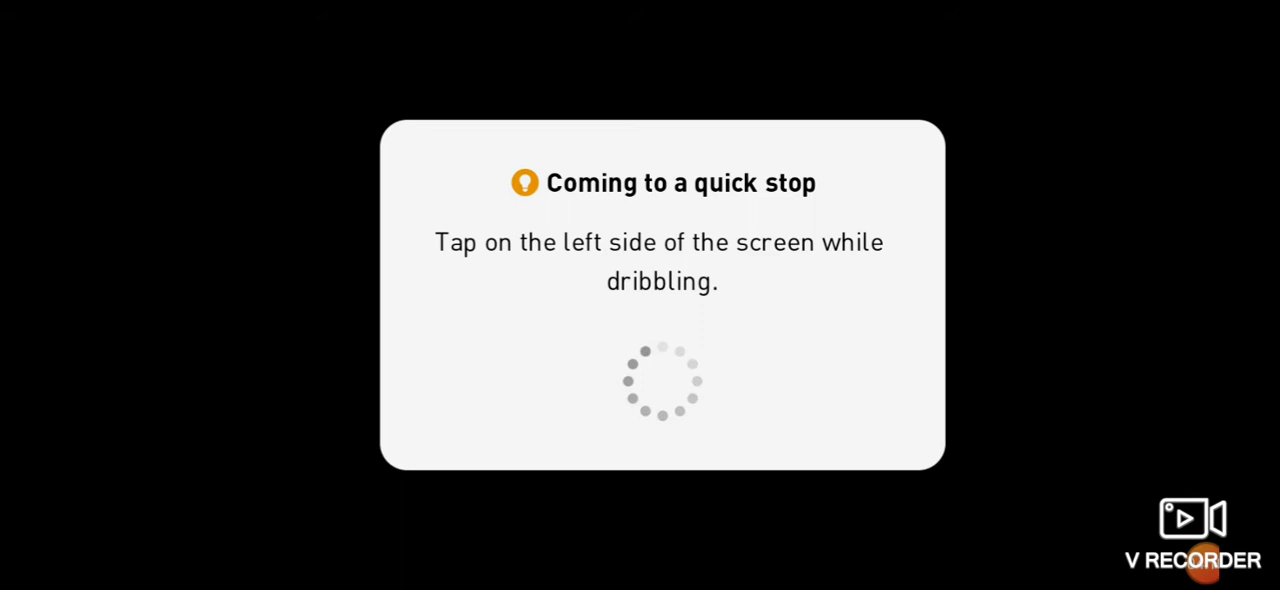 Coming to a quick stop
Tap on the left side of the screen while
dribbling.
V RECORDER